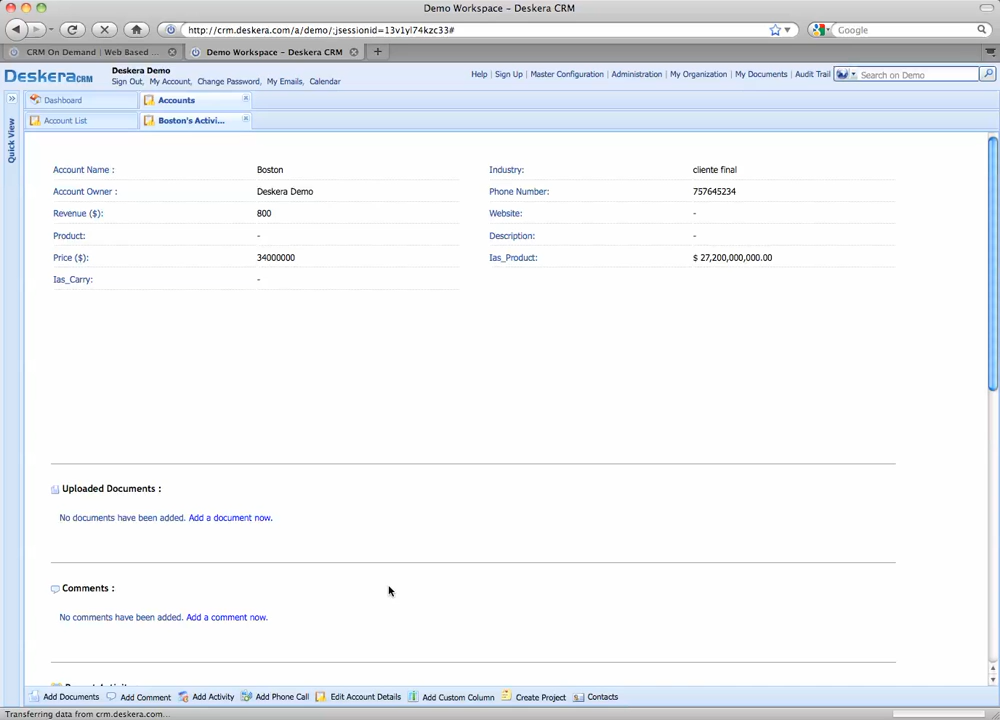 Demo Workspace – Deskera CRM
http://crm.deskera.com/a/demo/;jsessionid=13v1yl74kzc33#
Google
CRM On Demand | Web Based ...
Demo Workspace – Deskera CRM
DeskeraCRM
Deskera Demo
Sign Out, My Account, Change Password, My Emails, Calendar
Help | Sign Up | Master Configuration | Administration | My Organization | My Documents | Audit Trail
Search on Demo
Quick View
Dashboard
Accounts
Account List
Boston's Activi...
Account Name :
Boston
Industry:
cliente final
Account Owner :
Deskera Demo
Phone Number:
757645234
Revenue ($):
800
Website:
-
Product:
-
Description:
-
Price ($):
34000000
Ias_Product:
$ 27,200,000,000.00
Ias_Carry:
-
Uploaded Documents :
No documents have been added. Add a document now.
Comments :
No comments have been added. Add a comment now.
Add Documents
Add Comment
Add Activity
Add Phone Call
Edit Account Details
Add Custom Column
Create Project
Contacts
Transferring data from crm.deskera.com...